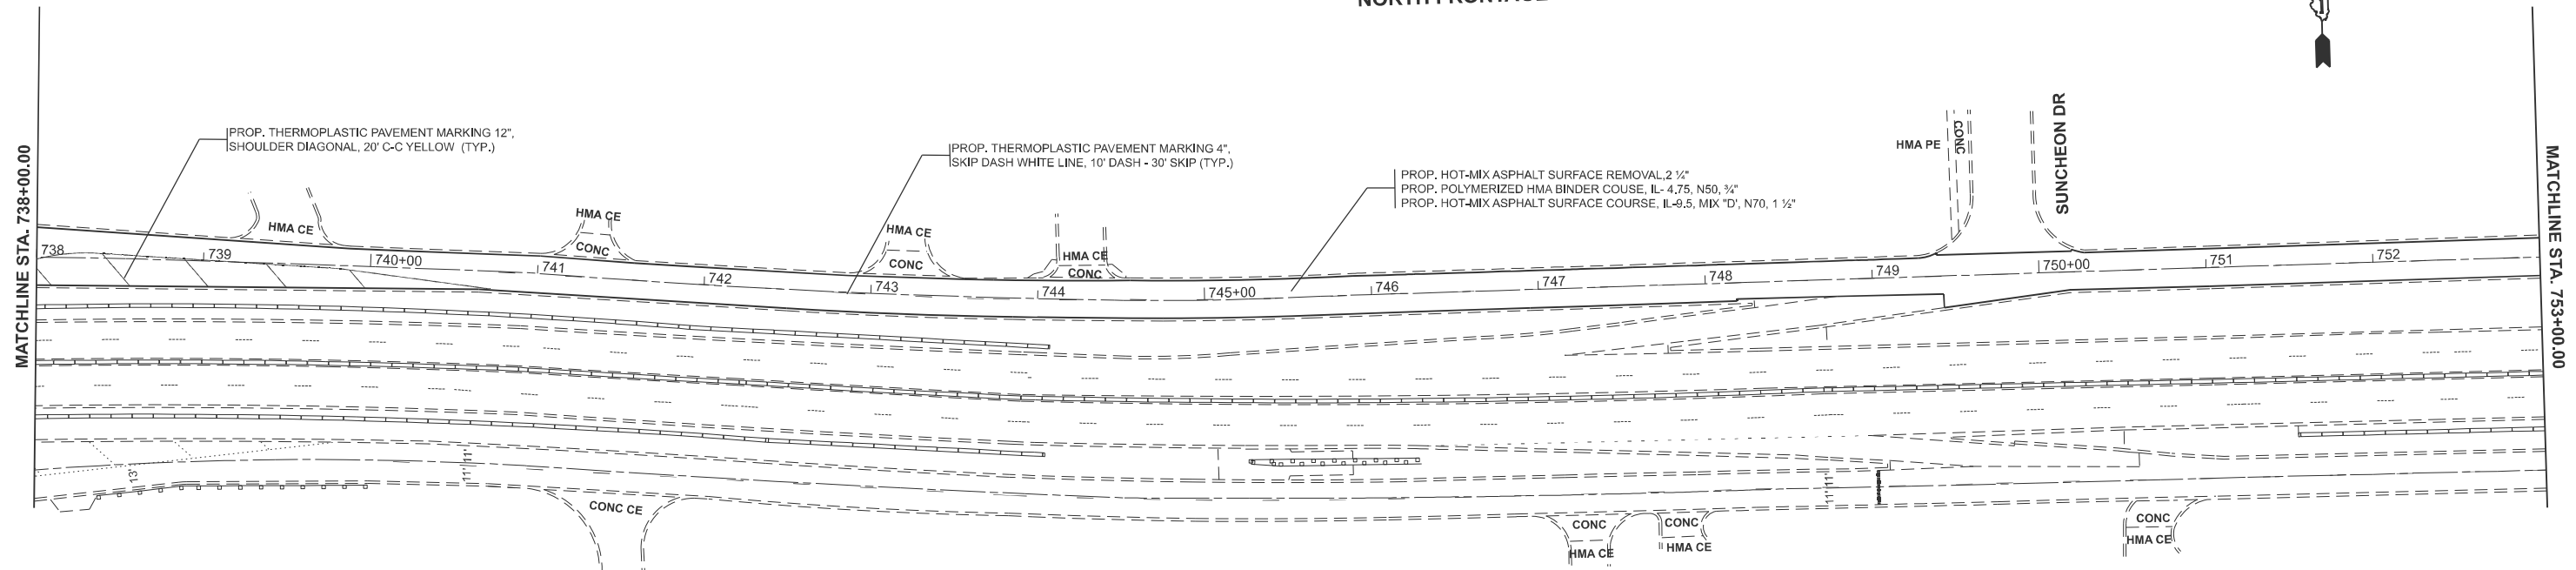 NORTH FRONTAGE
MATCHLINE STA. 738+00.00
PROP. THERMOPLASTIC PAVEMENT MARKING 12",
SHOULDER DIAGONAL, 20' C-C YELLOW (TYP.)
PROP. THERMOPLASTIC PAVEMENT MARKING 4",
SKIP DASH WHITE LINE, 10' DASH - 30' SKIP (TYP.)
PROP. HOT-MIX ASPHALT SURFACE REMOVAL,2 ¼"
PROP. POLYMERIZED HMA BINDER COUSE, IL- 4.75, N50, ¾"
PROP. HOT-MIX ASPHALT SURFACE COURSE, IL-9.5, MIX "D', N70, 1 ½"
HMA PE
CONC
SUNCHEON DR
MATCHLINE STA. 753+00.00
HMA CE
HMA CE
CONC
HMA CE
CONC
HMA CE
CONC
738
739
740+00
741
742
743
744
745+00
746
747
748
749
750+00
751
752
13'
11' 11'
11' 11'
CONC CE
CONC
HMA CE
CONC
HMA CE
CONC
HMA CE